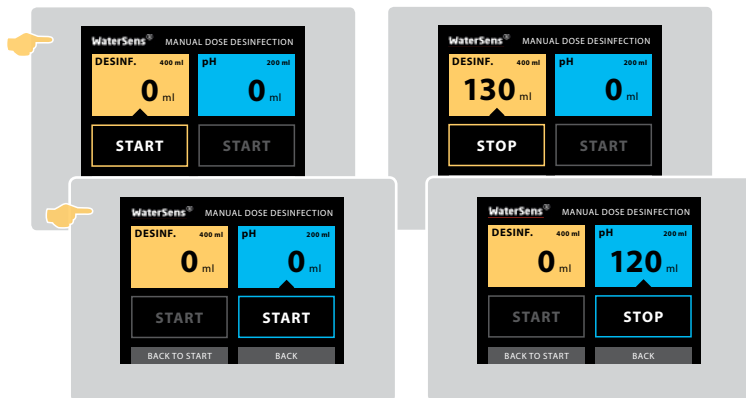 WaterSens® MANUAL DOSE DESINFECTION
DESINF. 400 ml pH 200 ml
0 ml 0 ml
START START
WaterSens® MANUAL DOSE DESINFECTION
DESINF. 400 ml pH 200 ml
130 ml 0 ml
STOP START
WaterSens® MANUAL DOSE DESINFECTION
DESINF. 400 ml pH 200 ml
0 ml 0 ml
START START
BACK TO START BACK
WaterSens® MANUAL DOSE DESINFECTION
DESINF. 400 ml pH 200 ml
0 ml 120 ml
START STOP
BACK TO START BACK